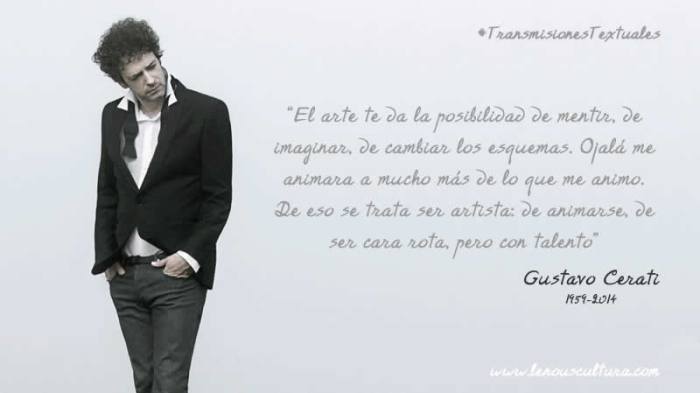 #TransmisionesTextuales
"El arte te da la posibilidad de mentir, de
imaginar, de cambiar los esquemas. Ojalá me
animara a mucho más de lo que me animo.
De eso se trata ser artista: de animarse, de
ser cara rota, pero con talento"
Gustavo Cerati
1959-2014
www.lenouscultura.com